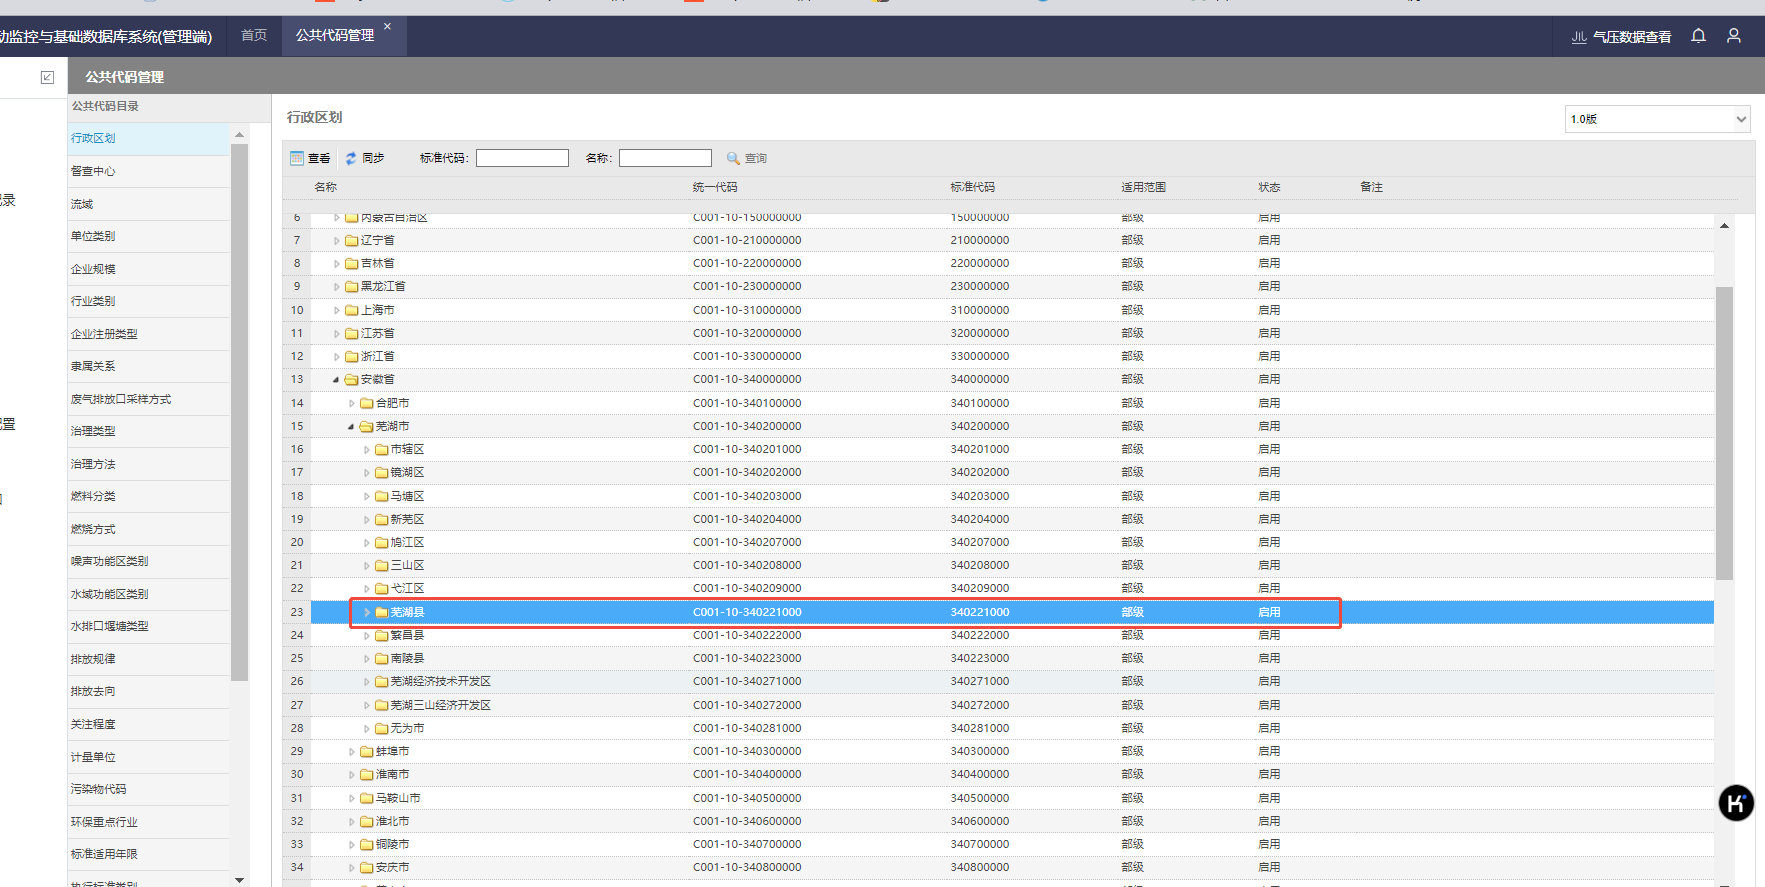 动监控与基础数据库系统(管理端) 首页 公共代码管理 × 气压数据查看
公共代码管理
公共代码目录
行政区划
督查中心
流域
单位类别
企业规模
行业类别
企业注册类型
隶属关系
废气排放口采样方式
治理类型
治理方法
燃料分类
燃烧方式
噪声功能区类别
水域功能区类别
水排口堰塘类型
排放规律
排放去向
关注程度
计量单位
污染物代码
环保重点行业
标准适用年限
执行标准类别
录
置
行政区划 1.0版
查看 同步 标准代码: 名称: 查询
名称 统一代码 标准代码 适用范围 状态 备注
6 内蒙古自治区 C001-10-150000000 150000000 部级 启用
7 辽宁省 C001-10-210000000 210000000 部级 启用
8 吉林省 C001-10-220000000 220000000 部级 启用
9 黑龙江省 C001-10-230000000 230000000 部级 启用
10 上海市 C001-10-310000000 310000000 部级 启用
11 江苏省 C001-10-320000000 320000000 部级 启用
12 浙江省 C001-10-330000000 330000000 部级 启用
13 安徽省 C001-10-340000000 340000000 部级 启用
14 合肥市 C001-10-340100000 340100000 部级 启用
15 芜湖市 C001-10-340200000 340200000 部级 启用
16 市辖区 C001-10-340201000 340201000 部级 启用
17 镜湖区 C001-10-340202000 340202000 部级 启用
18 马塘区 C001-10-340203000 340203000 部级 启用
19 新芜区 C001-10-340204000 340204000 部级 启用
20 鸠江区 C001-10-340207000 340207000 部级 启用
21 三山区 C001-10-340208000 340208000 部级 启用
22 弋江区 C001-10-340209000 340209000 部级 启用
23 芜湖县 C001-10-340221000 340221000 部级 启用
24 繁昌县 C001-10-340222000 340222000 部级 启用
25 南陵县 C001-10-340223000 340223000 部级 启用
26 芜湖经济技术开发区 C001-10-340271000 340271000 部级 启用
27 芜湖三山经济开发区 C001-10-340272000 340272000 部级 启用
28 无为市 C001-10-340281000 340281000 部级 启用
29 蚌埠市 C001-10-340300000 340300000 部级 启用
30 淮南市 C001-10-340400000 340400000 部级 启用
31 马鞍山市 C001-10-340500000 340500000 部级 启用
32 淮北市 C001-10-340600000 340600000 部级 启用
33 铜陵市 C001-10-340700000 340700000 部级 启用
34 安庆市 C001-10-340800000 340800000 部级 启用